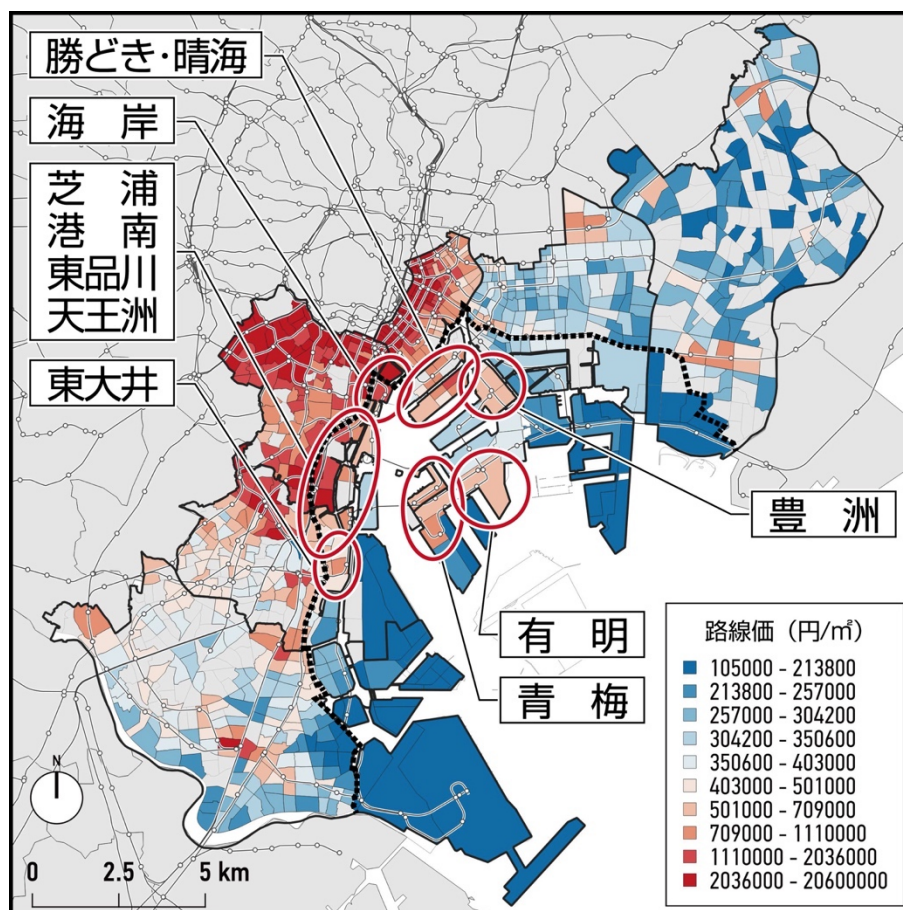 勝どき・晴海
海岸
芝浦
港南
東品川
天王洲
東大井
豊洲
有明
青梅
路線価（円/㎡）
105000 - 213800
213800 - 257000
257000 - 304200
304200 - 350600
350600 - 403000
403000 - 501000
501000 - 709000
709000 - 1110000
1110000 - 2036000
2036000 - 20600000
N
0 2.5 5 km